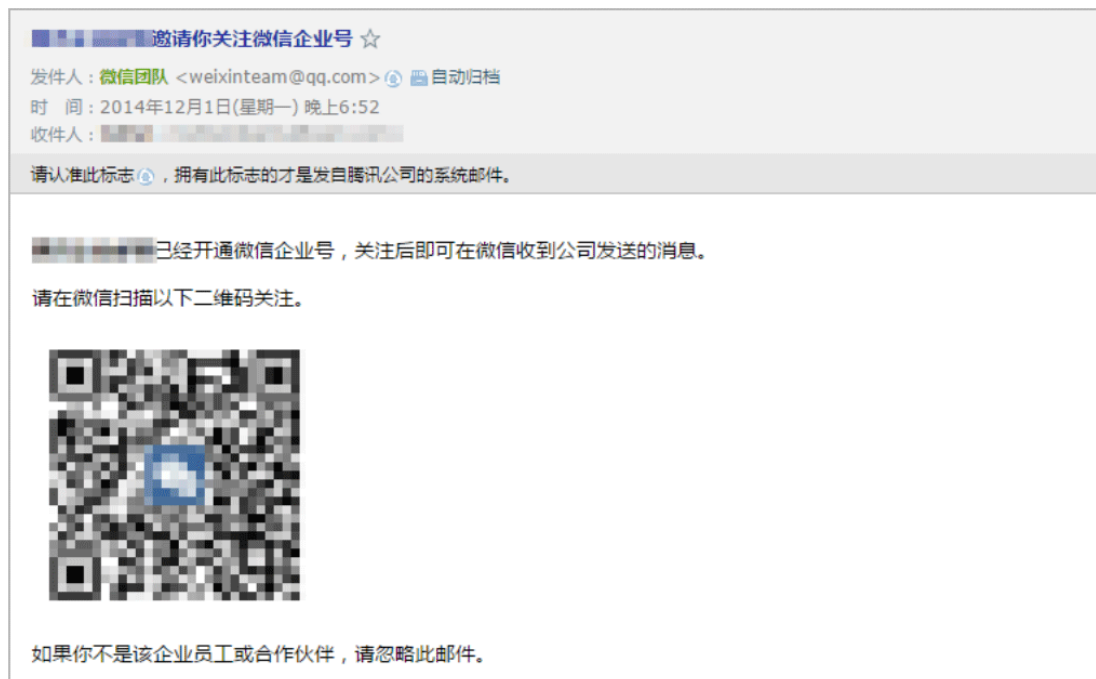 邀请你关注微信企业号
发件人：微信团队 <weixinteam@qq.com> 自动归档
时 间：2014年12月1日(星期一) 晚上6:52
收件人：
请认准此标志，拥有此标志的才是发自腾讯公司的系统邮件。
已经开通微信企业号，关注后即可在微信收到公司发送的消息。
请在微信扫描以下二维码关注。
如果你不是该企业员工或合作伙伴，请忽略此邮件。